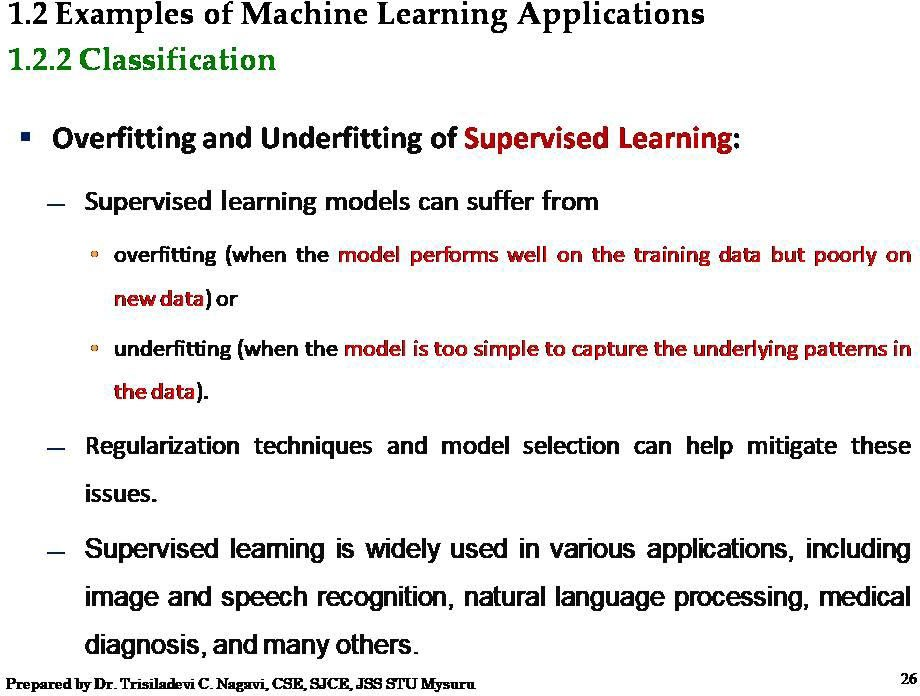 1.2 Examples of Machine Learning Applications
1.2.2 Classification
▪ Overfitting and Underfitting of Supervised Learning:
— Supervised learning models can suffer from
• overfitting (when the model performs well on the training data but poorly on
new data) or
• underfitting (when the model is too simple to capture the underlying patterns in
the data).
— Regularization techniques and model selection can help mitigate these
issues.
— Supervised learning is widely used in various applications, including
image and speech recognition, natural language processing, medical
diagnosis, and many others.
Prepared by Dr. Trisiladevi C. Nagavi, CSE, SJCE, JSS STU Mysuru
26